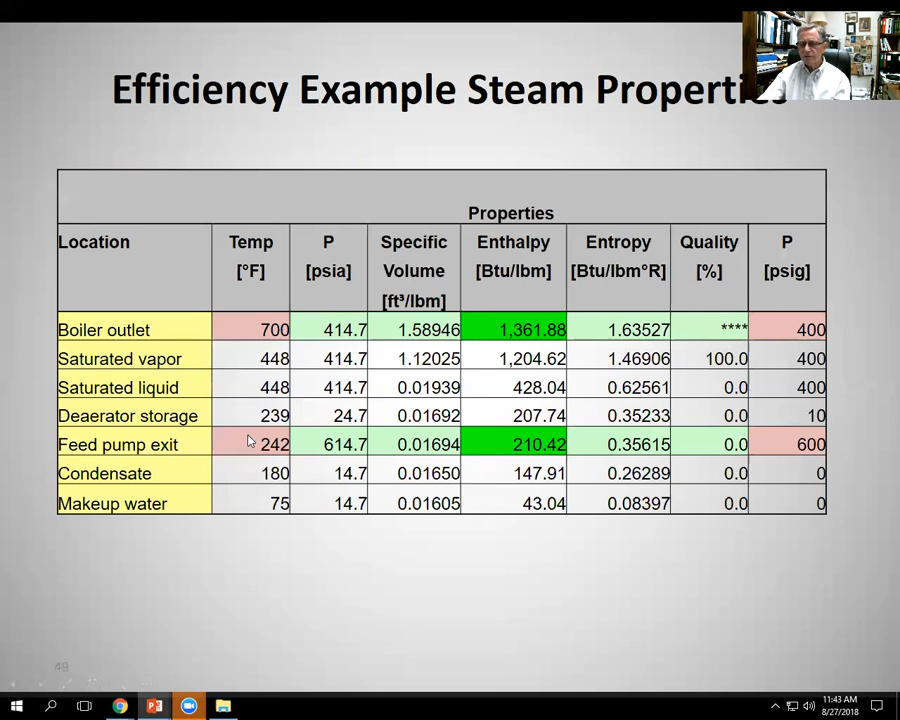 Efficiency Example Steam Properties
Properties
Location Temp P Specific Enthalpy Entropy Quality P
[°F] [psia] Volume [Btu/lbm] [Btu/lbm°R] [%] [psig]
[ft³/lbm]
Boiler outlet 700 414.7 1.58946 1,361.88 1.63527 **** 400
Saturated vapor 448 414.7 1.12025 1,204.62 1.46906 100.0 400
Saturated liquid 448 414.7 0.01939 428.04 0.62561 0.0 400
Deaerator storage 239 24.7 0.01692 207.74 0.35233 0.0 10
Feed pump exit 242 614.7 0.01694 210.42 0.35615 0.0 600
Condensate 180 14.7 0.01650 147.91 0.26289 0.0 0
Makeup water 75 14.7 0.01605 43.04 0.08397 0.0 0
49
11:43 AM
8/27/2018